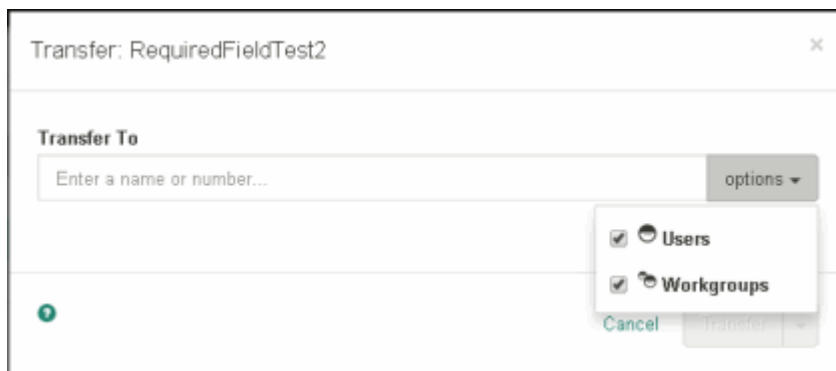 Transfer: RequiredFieldTest2
×
Transfer To
Enter a name or number...
options
Users
Workgroups
?
Cancel
Transfer